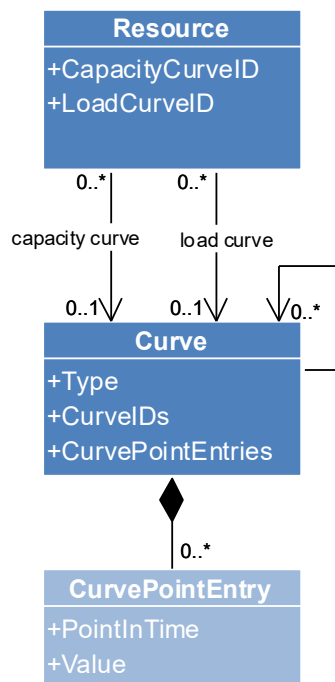 Resource
+CapacityCurveID
+LoadCurveID
0..* 0..*
capacity curve load curve
0..1 0..1 0..*
Curve
+Type
+CurveIDs
+CurvePointEntries
0..*
CurvePointEntry
+PointInTime
+Value